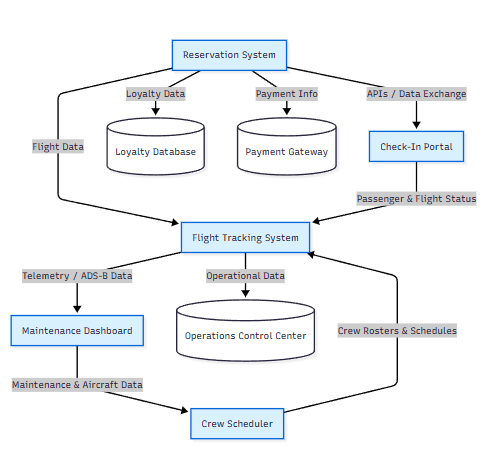 Reservation System
Loyalty Data
Payment Info
APIs / Data Exchange
Flight Data
Loyalty Database
Payment Gateway
Check-In Portal
Passenger & Flight Status
Flight Tracking System
Telemetry / ADS-B Data
Operational Data
Maintenance Dashboard
Operations Control Center
Crew Rosters & Schedules
Maintenance & Aircraft Data
Crew Scheduler